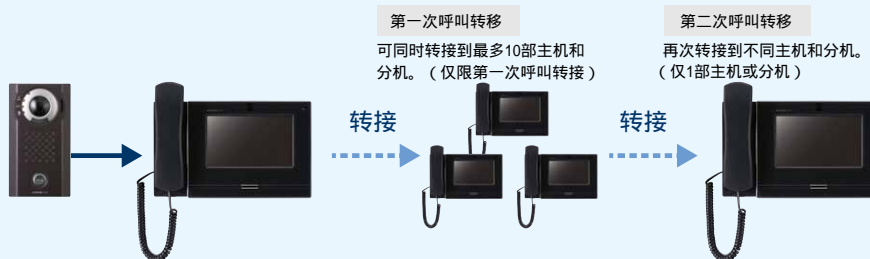 第一次呼叫转移
可同时转接到最多10部主机和
分机。（仅限第一次呼叫转接）
转接
第二次呼叫转移
再次转接到不同主机和分机。
（仅1部主机或分机）
转接